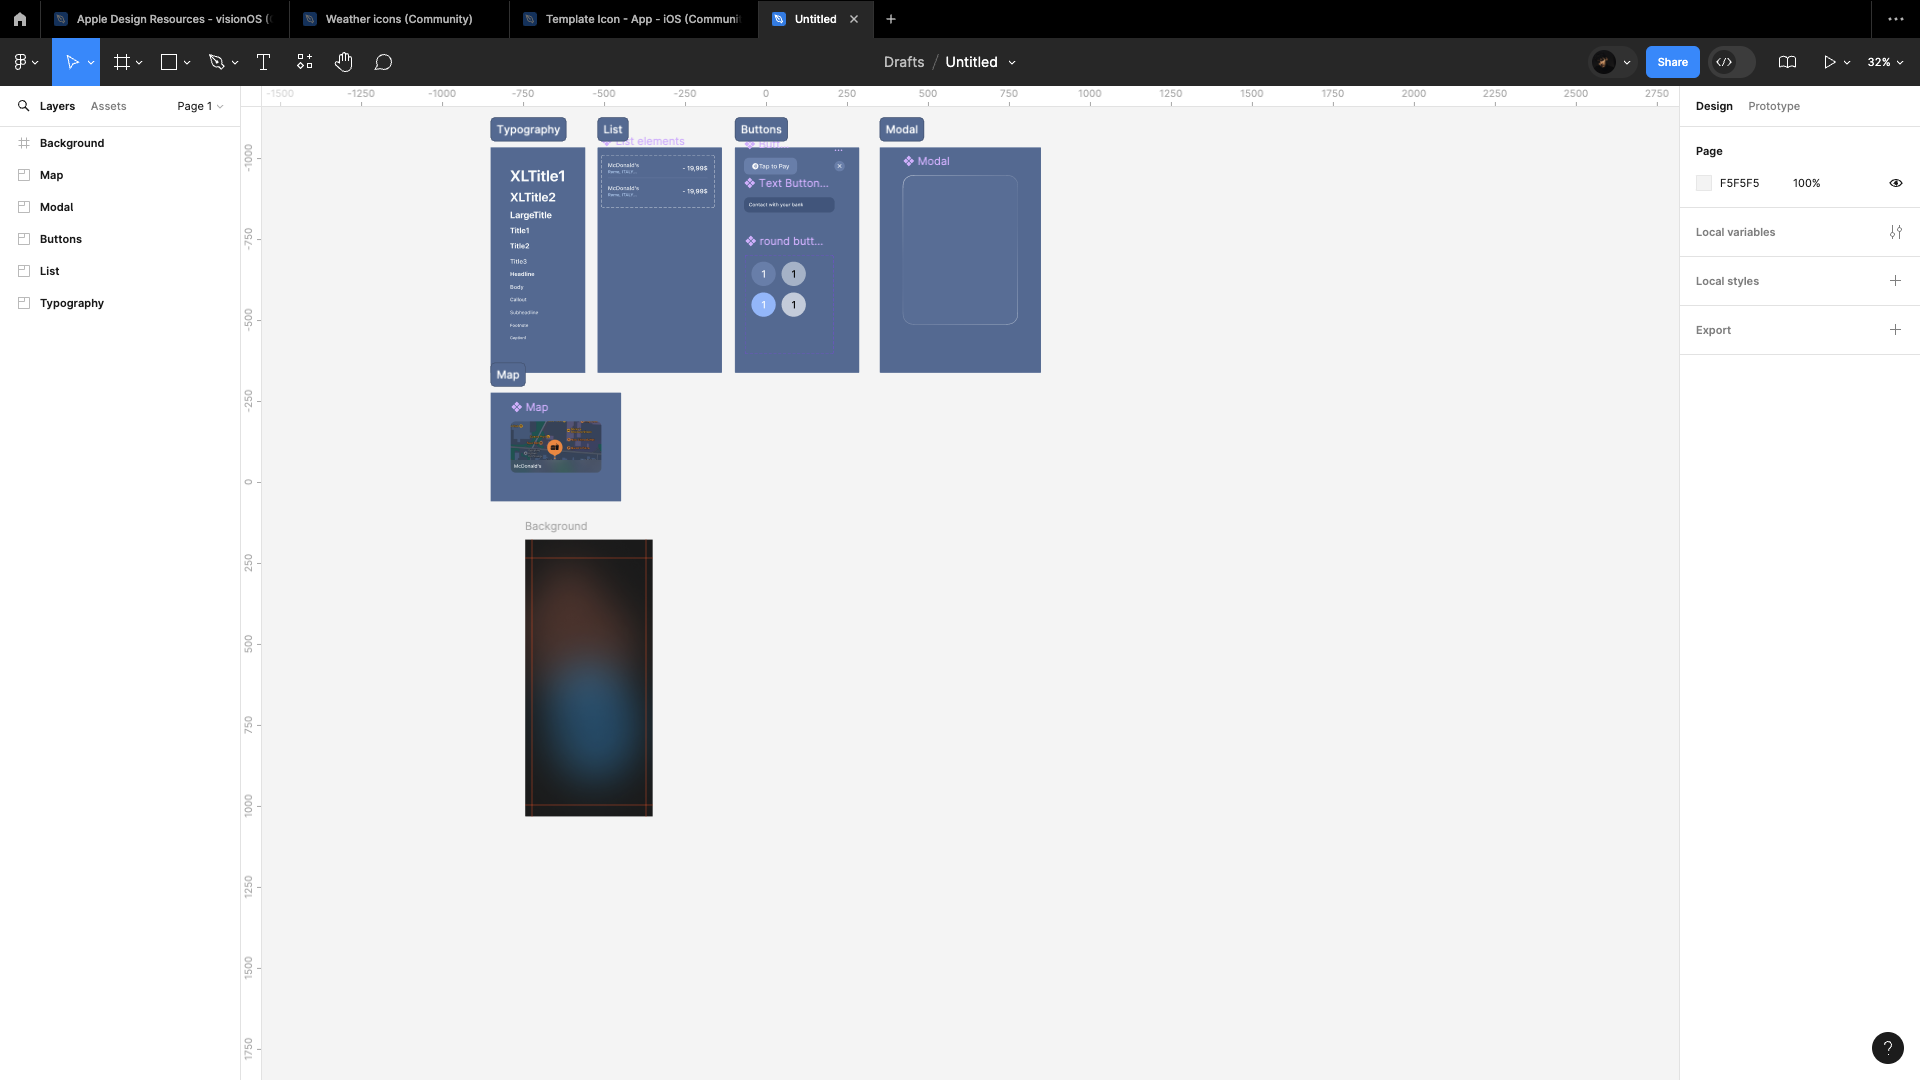 Apple Design Resources - visionOS (
Weather icons (Community)
Template Icon - App - iOS (Communi
Untitled
Drafts / Untitled
Share
32%
Layers
Assets
Page 1
Background
Map
Modal
Buttons
List
Typography
-1500
-1250
-1000
-750
-500
-250
0
250
500
750
1000
1250
1500
1750
2000
2250
2500
2750
-1000
-750
-500
-250
0
250
500
750
1000
1250
1500
1750
Typography
XLTitle1
XLTitle2
LargeTitle
Title1
Title2
Title3
Headline
Body
Callout
Subheadline
Footnote
Caption1
List
List elements
McDonald's
Rome, ITALY...
- 19,99$
McDonald's
Rome, ITALY...
- 19,99$
Buttons
Tap to Pay
Text Button...
Contact with your bank
round butt...
1
1
1
1
Modal
Modal
Map
Map
McDonald's
Background
Design
Prototype
Page
F5F5F5
100%
Local variables
Local styles
Export
?